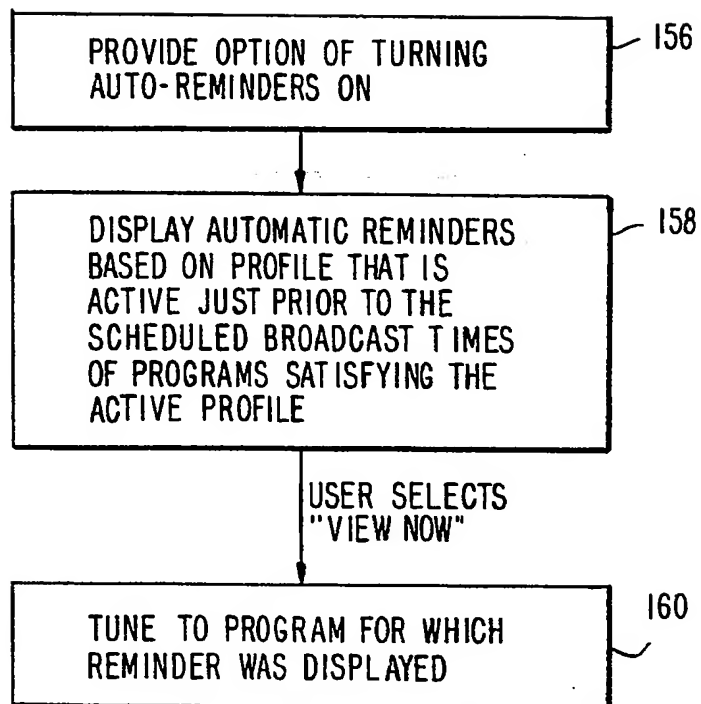 PROVIDE OPTION OF TURNING
AUTO-REMINDERS ON
156
DISPLAY AUTOMATIC REMINDERS
BASED ON PROFILE THAT IS
ACTIVE JUST PRIOR TO THE
SCHEDULED BROADCAST TIMES
OF PROGRAMS SATISFYING THE
ACTIVE PROFILE
158
USER SELECTS
"VIEW NOW"
TUNE TO PROGRAM FOR WHICH
REMINDER WAS DISPLAYED
160